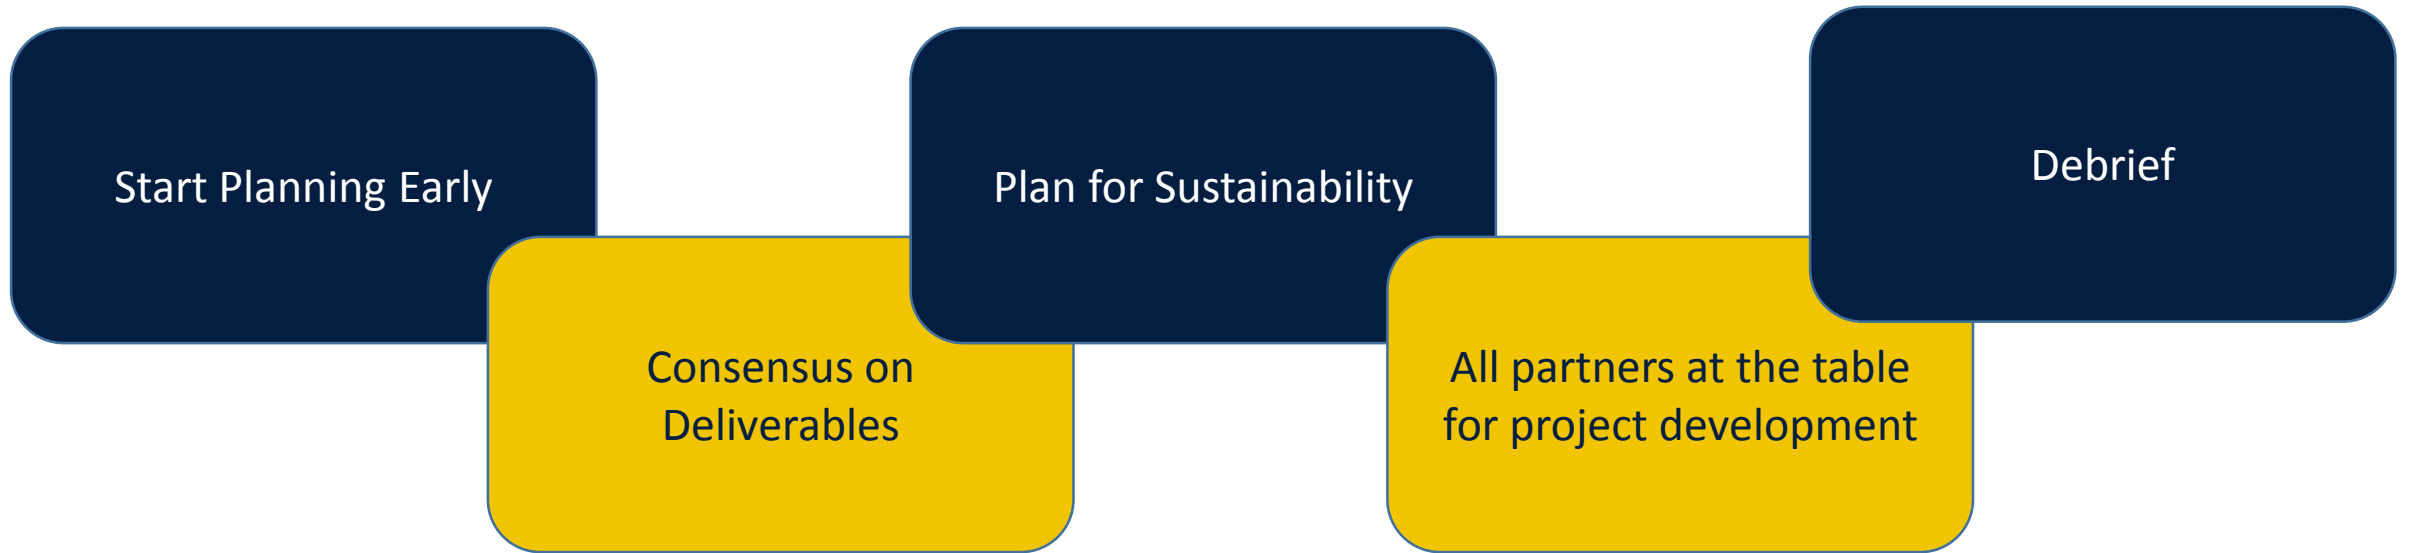 Start Planning Early
Consensus on
Deliverables
Plan for Sustainability
All partners at the table
for project development
Debrief